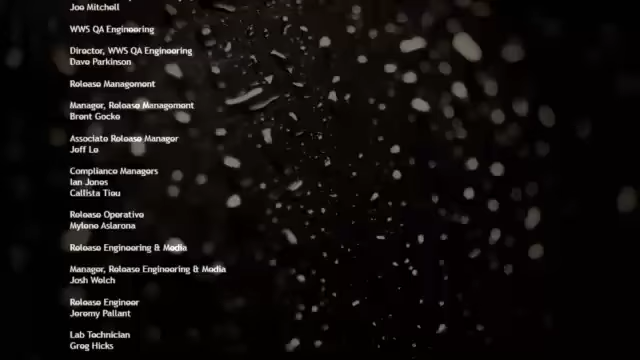 Joe Mitchell
WWS QA Engineering
Director, WWS QA Engineering
Dave Parkinson
Release Management
Manager, Release Management
Brent Gocke
Associate Release Manager
Jeff Le
Compliance Managers
Ian Jones
Callista Tieu
Release Operative
Mylene Aslarona
Release Engineering & Media
Manager, Release Engineering & Media
Josh Welch
Release Engineer
Jeremy Pallant
Lab Technician
Greg Hicks